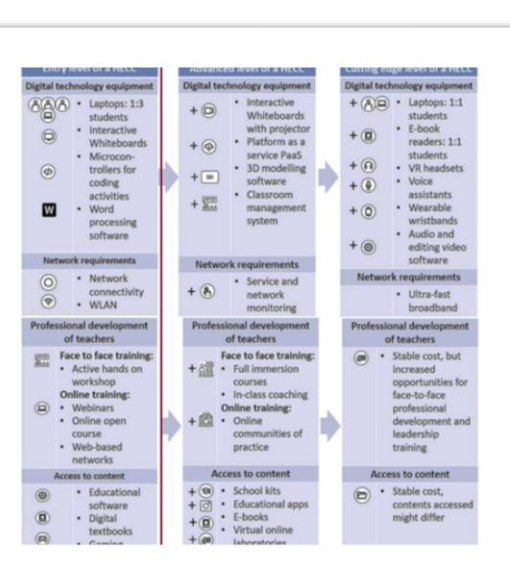 Entry level of a HECC
Digital technology equipment
• Laptops: 1:3
students
• Interactive
Whiteboards
• Microcon-
trollers for
coding
activities
W
• Word
processing
software
Network requirements
• Network
connectivity
• WLAN
Professional development
of teachers
Face to face training:
• Active hands on
workshop
Online training:
• Webinars
• Online open
course
• Web-based
networks
Access to content
• Educational
software
• Digital
textbooks
• Gaming
Advanced level of a HECC
Digital technology equipment
+ • Interactive
Whiteboards
with projector
+ • Platform as a
service PaaS
+ 3D • 3D modelling
software
+ • Classroom
management
system
Network requirements
+ • Service and
network
monitoring
Professional development
of teachers
Face to face training:
+ • Full immersion
courses
• In-class coaching
Online training:
+ • Online
communities of
practice
Access to content
+ • School kits
+ • Educational apps
+ • E-books
+ • Virtual online
laboratories
Cutting edge level of a HECC
Digital technology equipment
+ • Laptops: 1:1
students
+ • E-book
readers: 1:1
students
+ • VR headsets
+ • Voice
assistants
+ • Wearable
wristbands
+ • Audio and
editing video
software
Network requirements
• Ultra-fast
broadband
Professional development
of teachers
• Stable cost, but
increased
opportunities for
face-to-face
professional
development and
leadership
training
Access to content
• Stable cost,
contents accessed
might differ